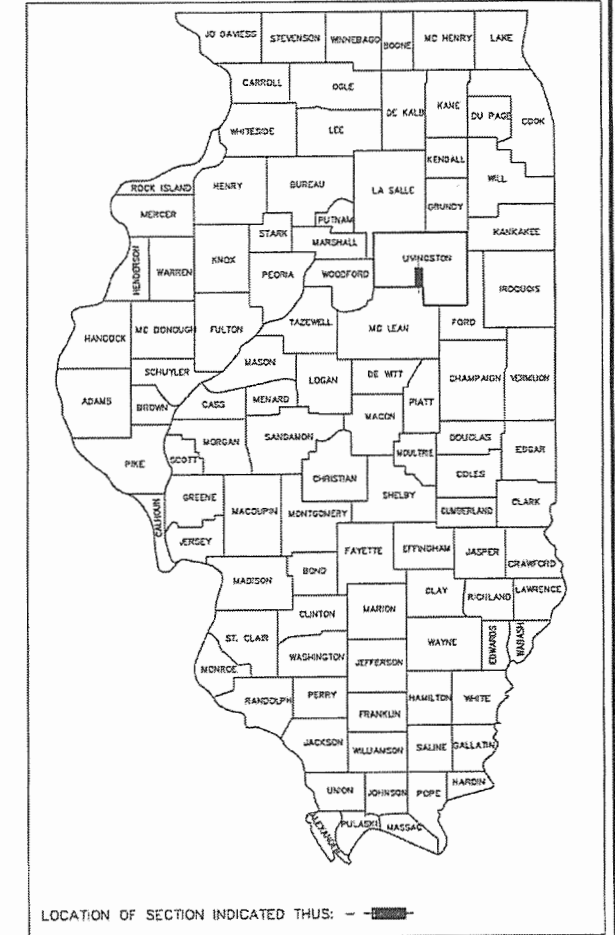 JO DAVIESS STEVENSON WINNEBAGO BOONE MC HENRY LAKE
CARROLL OGLE DE KALB KANE DU PAGE COOK
WHITESIDE LEE
KENDALL WILL
ROCK ISLAND HENRY BUREAU LA SALLE
MERCER PUTNAM GRUNDY
STARK MARSHALL KANKAKEE
HENDERSON WARREN KNOX PEORIA WOODFORD LIVINGSTON IROQUOIS
HANCOCK MC DONOUGH FULTON TAZEWELL MC LEAN FORD
MASON
SCHUYLER LOGAN DE WITT CHAMPAIGN VERMILION
ADAMS BROWN CASS MENARD PIATT
MACON
MORGAN SANDAMON DOUGLAS EDGAR
PIKE SCOTT MOULTRIE
CHRISTIAN COLES
GREENE SHELBY CLARK
CALHOUN MACOUPIN MONTGOMERY CUMBERLAND
JERSEY FAYETTE EFFINGHAM JASPER CRAWFORD
MADISON BOND
CLAY RICHLAND LAWRENCE
CLINTON MARION
ST. CLAIR WAYNE EDWARDS WABASH
WASHINGTON JEFFERSON
MONROE
RANDOLPH PERRY HAMILTON WHITE
FRANKLIN
JACKSON WILLIAMSON SALINE GALLATIN
HARDIN
UNION JOHNSON POPE
ALEXANDER PULASKI MASSAC
LOCATION OF SECTION INDICATED THUS: - -